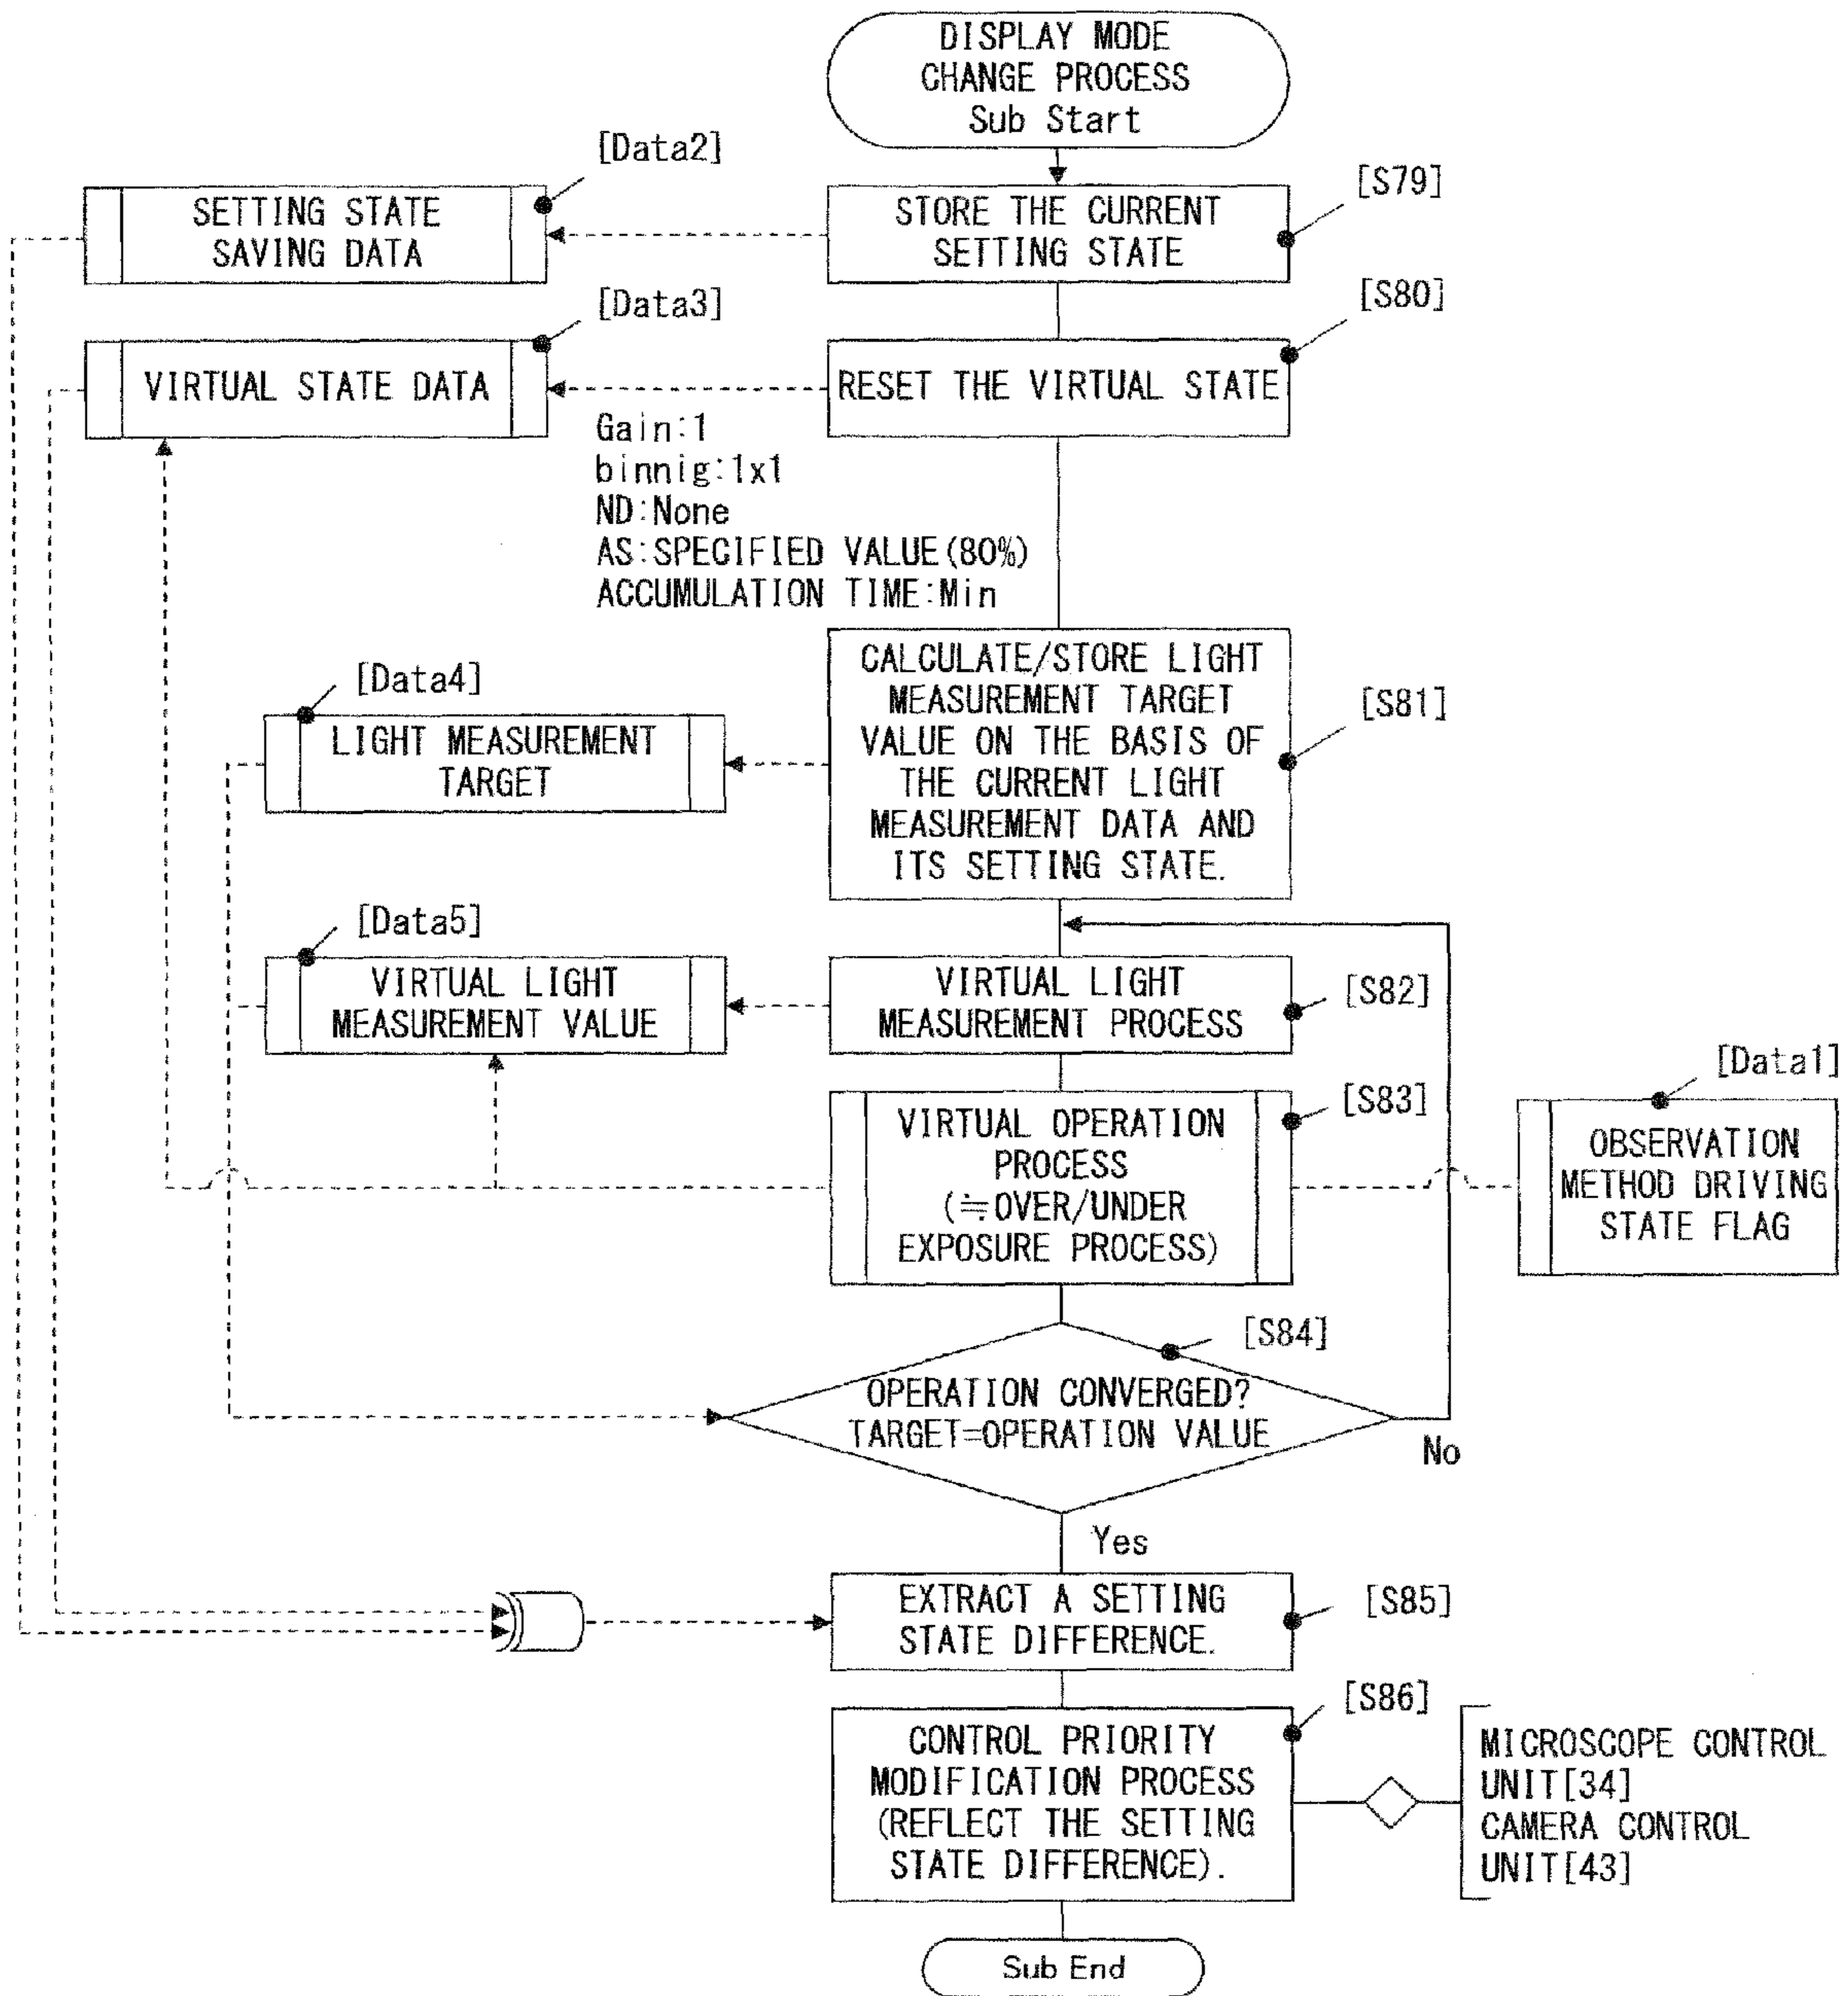 DISPLAY MODE
CHANGE PROCESS
Sub Start
[Data2]
[S79]
SETTING STATE
SAVING DATA
STORE THE CURRENT
SETTING STATE
[Data3]
[S80]
VIRTUAL STATE DATA
RESET THE VIRTUAL STATE
Gain:1
binnig:1x1
ND:None
AS:SPECIFIED VALUE(80%)
ACCUMULATION TIME:Min
[Data4]
LIGHT MEASUREMENT
TARGET
CALCULATE/STORE LIGHT
MEASUREMENT TARGET
VALUE ON THE BASIS OF
THE CURRENT LIGHT
MEASUREMENT DATA AND
ITS SETTING STATE.
[S81]
[Data5]
VIRTUAL LIGHT
MEASUREMENT VALUE
VIRTUAL LIGHT
MEASUREMENT PROCESS
[S82]
VIRTUAL OPERATION
PROCESS
(≒OVER/UNDER
EXPOSURE PROCESS)
[S83]
[Data1]
OBSERVATION
METHOD DRIVING
STATE FLAG
[S84]
OPERATION CONVERGED?
TARGET=OPERATION VALUE
No
Yes
EXTRACT A SETTING
STATE DIFFERENCE.
[S85]
CONTROL PRIORITY
MODIFICATION PROCESS
(REFLECT THE SETTING
STATE DIFFERENCE).
[S86]
MICROSCOPE CONTROL
UNIT[34]
CAMERA CONTROL
UNIT[43]
Sub End